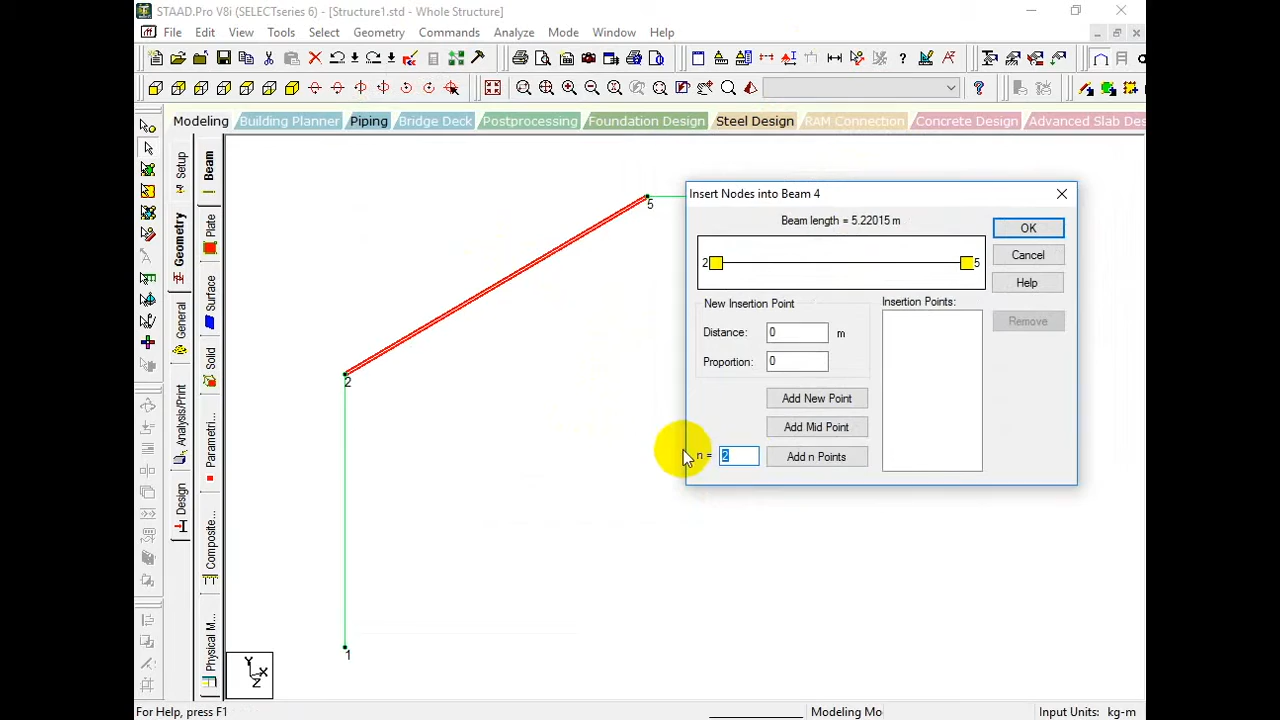 STAAD.Pro V8i (SELECTseries 6) - [Structure1.std - Whole Structure]
File Edit View Tools Select Geometry Commands Analyze Mode Window Help
Modeling Building Planner Piping Bridge Deck Postprocessing Foundation Design Steel Design RAM Connection Concrete Design Advanced Slab Des
Setup
Geometry
General
Analysis/Print
Design
Beam
Plate
Surface
Solid
Parametri...
Composite...
Physical M...
5
2
1
Y
X
Z
Insert Nodes into Beam 4
Beam length = 5.22015 m
2 5
OK
Cancel
Help
New Insertion Point
Insertion Points:
Distance: 0 m
Remove
Proportion: 0
Add New Point
Add Mid Point
n = 2 Add n Points
For Help, press F1
Modeling Mo
Input Units: kg-m